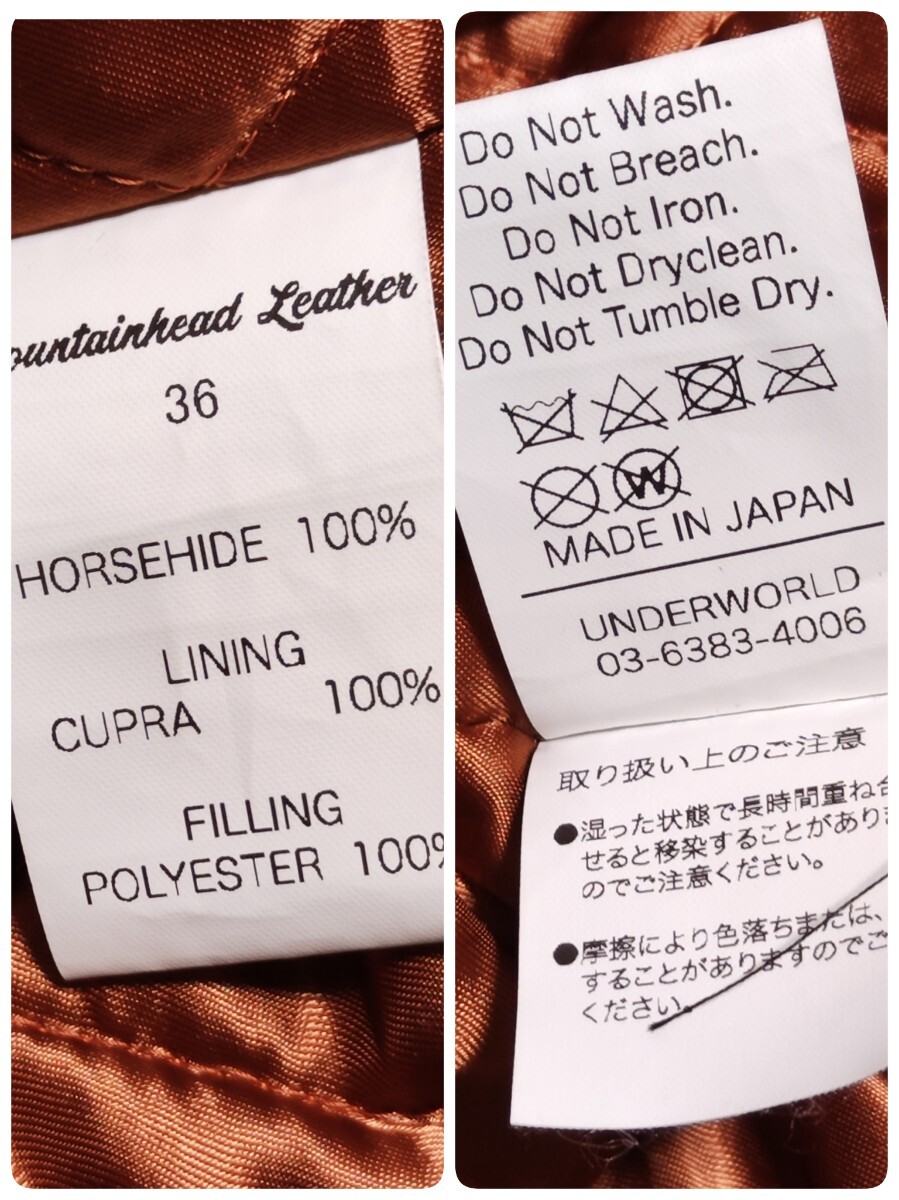 ountainhead Leather
36
HORSEHIDE 100%
LINING
CUPRA 100%
FILLING
POLYESTER 100%
Do Not Wash.
Do Not Breach.
Do Not Iron.
Do Not Dryclean.
Do Not Tumble Dry.
W
MADE IN JAPAN
UNDERWORLD
03-6383-4006
取り扱い上のご注意
●湿った状態で長時間重ね合
せると移染することがありま
のでご注意ください。
●摩擦により色落ちまたは、
することがありますのでご
ください。